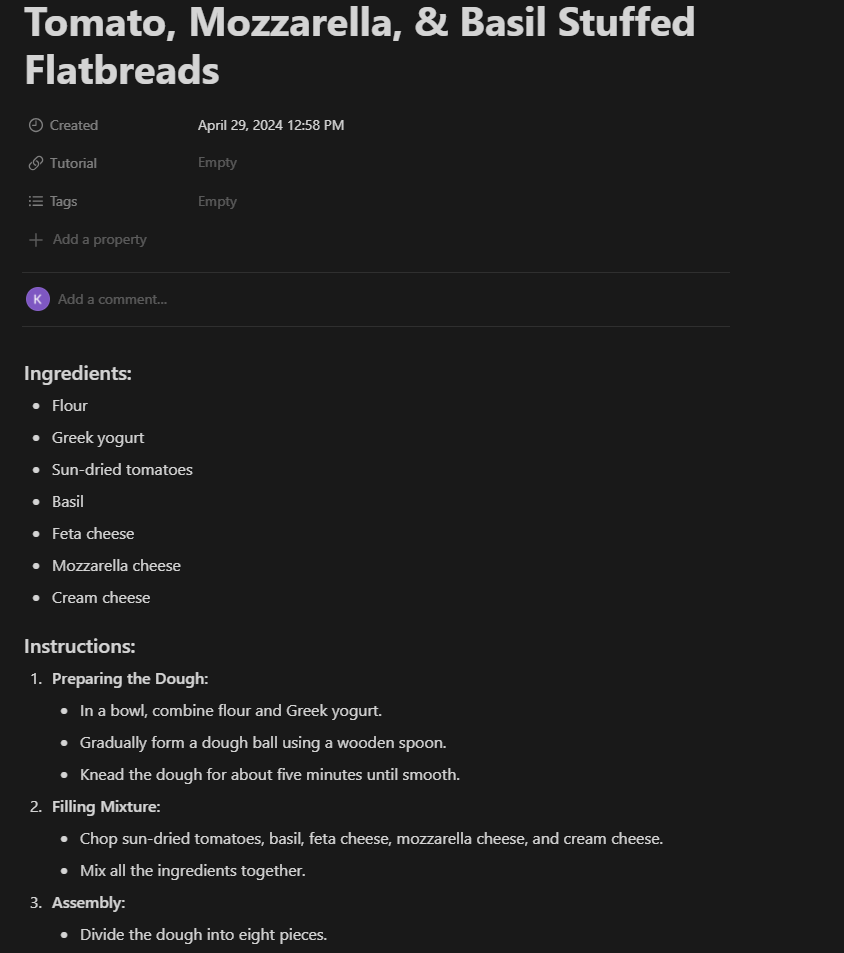 Tomato, Mozzarella, & Basil Stuffed
Flatbreads
Created April 29, 2024 12:58 PM
Tutorial Empty
Tags Empty
Add a property
K Add a comment...
Ingredients:
• Flour
• Greek yogurt
• Sun-dried tomatoes
• Basil
• Feta cheese
• Mozzarella cheese
• Cream cheese
Instructions:
1. Preparing the Dough:
• In a bowl, combine flour and Greek yogurt.
• Gradually form a dough ball using a wooden spoon.
• Knead the dough for about five minutes until smooth.
2. Filling Mixture:
• Chop sun-dried tomatoes, basil, feta cheese, mozzarella cheese, and cream cheese.
• Mix all the ingredients together.
3. Assembly:
• Divide the dough into eight pieces.